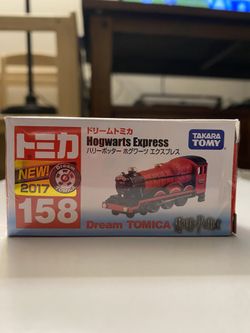 トミカ
NEW!
2017
158
ドリームトミカ
Hogwarts Express
ハリーポッター ホグワーツ エクスプレス
TAKARA
TOMY
Dream TOMICA
Harry Potter